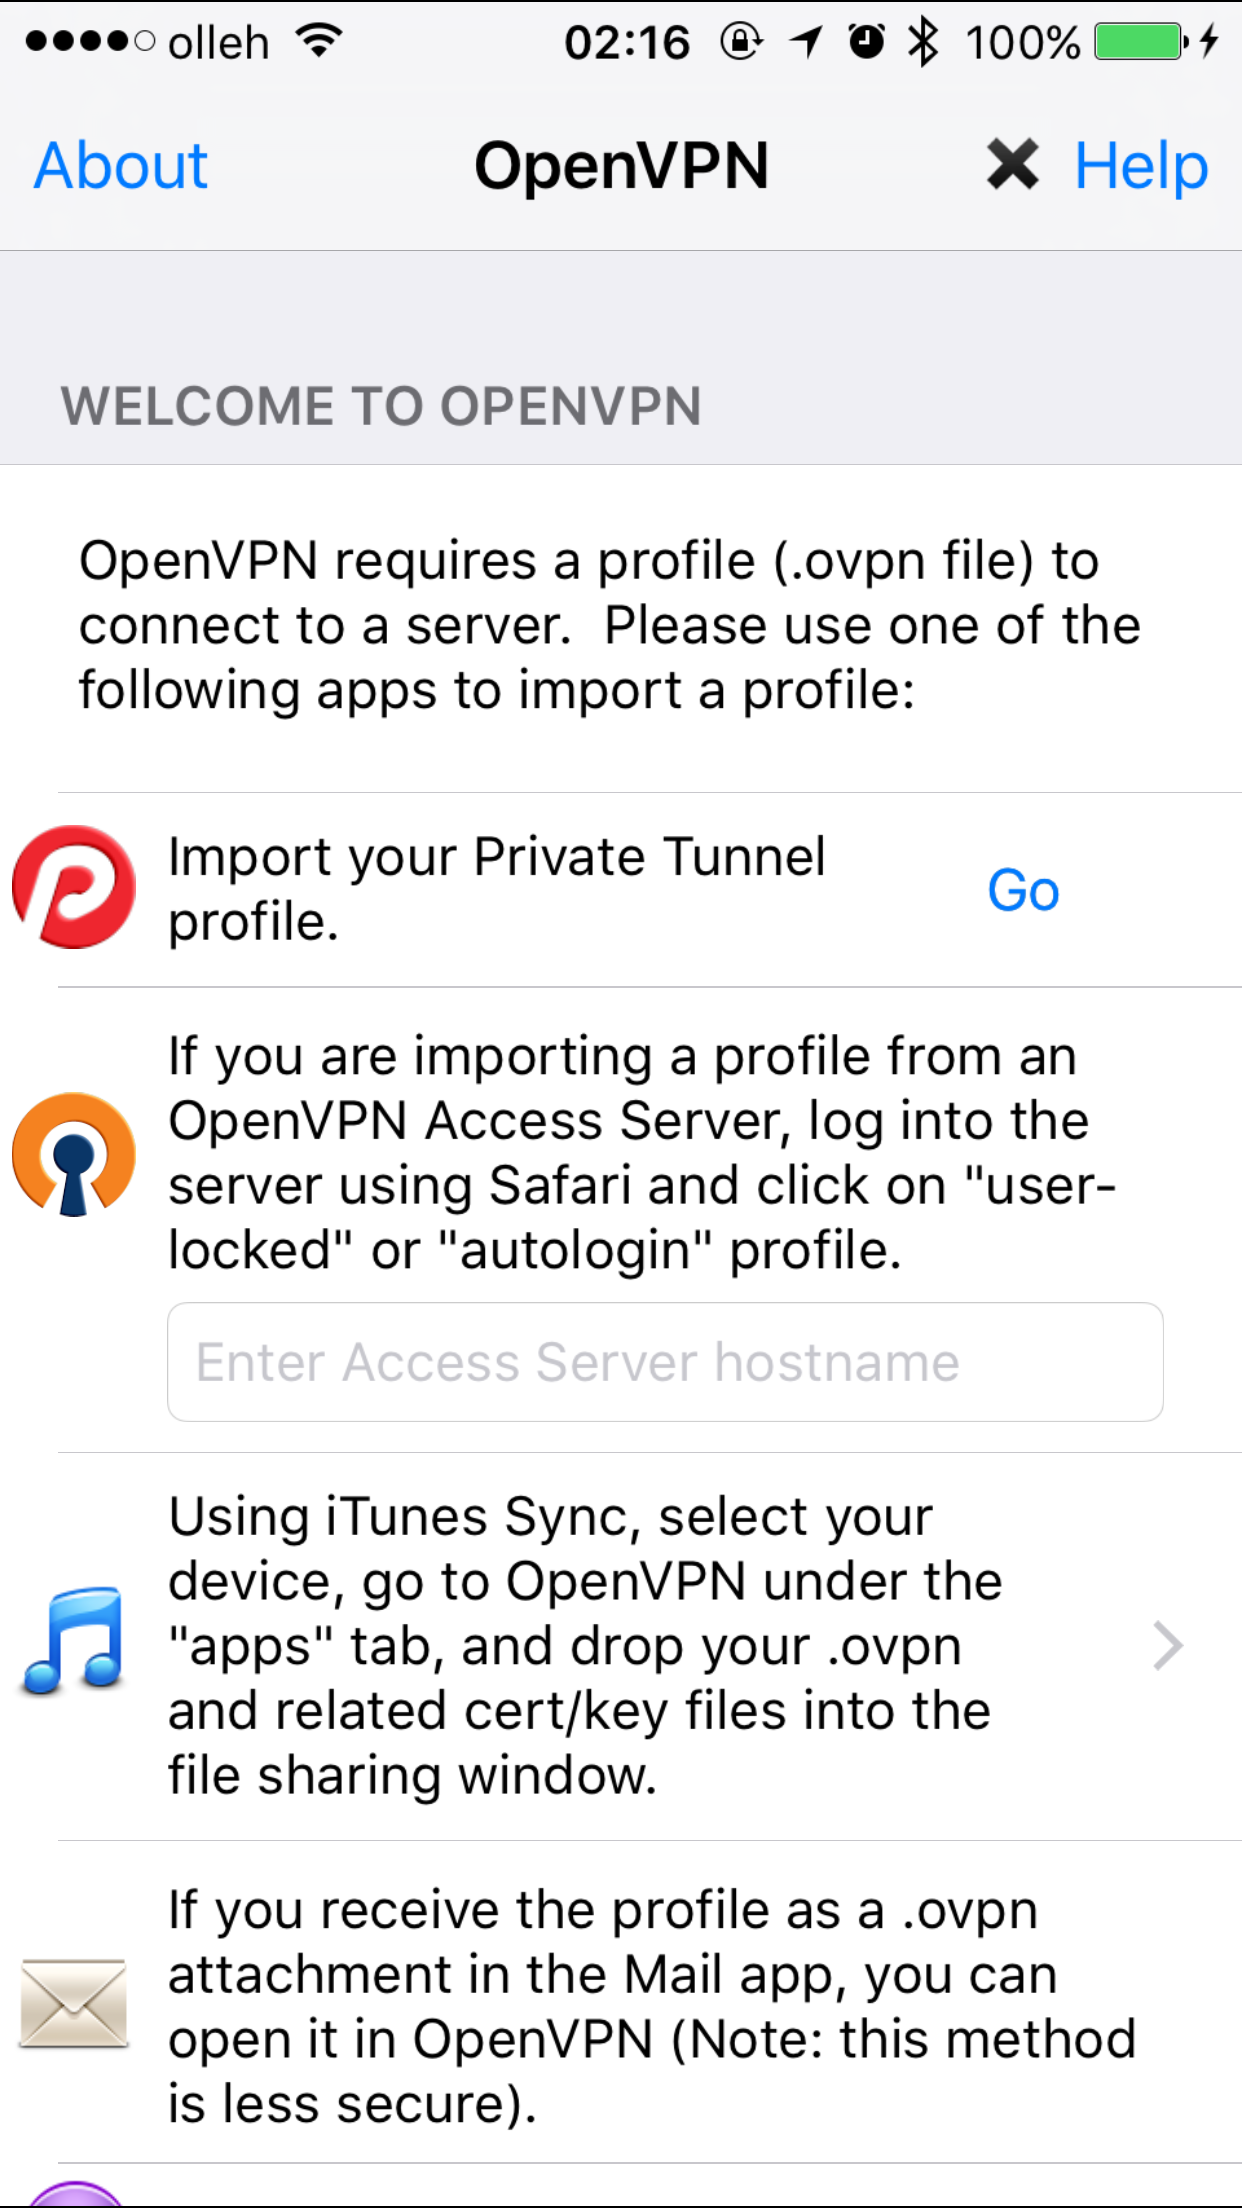 olleh 02:16 100%
About OpenVPN Help
WELCOME TO OPENVPN
OpenVPN requires a profile (.ovpn file) to
connect to a server.  Please use one of the
following apps to import a profile:
Import your Private Tunnel
profile.
Go
If you are importing a profile from an
OpenVPN Access Server, log into the
server using Safari and click on "user-
locked" or "autologin" profile.
Enter Access Server hostname
Using iTunes Sync, select your
device, go to OpenVPN under the
"apps" tab, and drop your .ovpn
and related cert/key files into the
file sharing window.
If you receive the profile as a .ovpn
attachment in the Mail app, you can
open it in OpenVPN (Note: this method
is less secure).